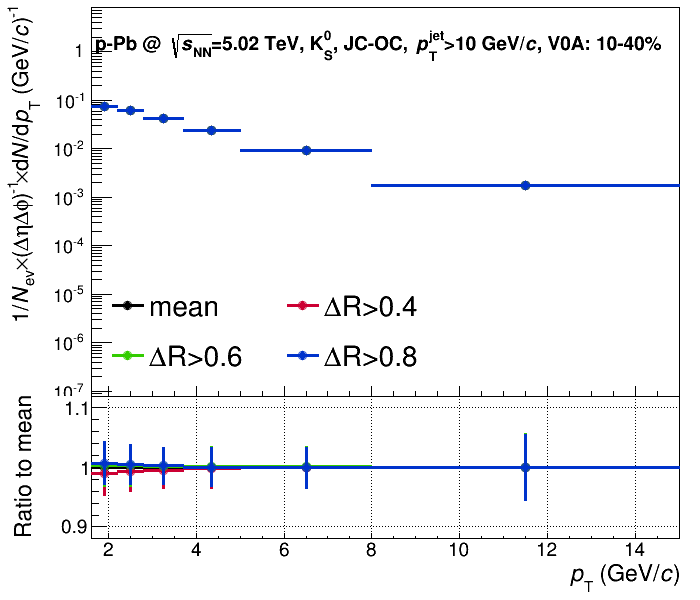 p-Pb @ √sNN=5.02 TeV, K0S, JC-OC, pTjet>10 GeV/c, V0A: 10-40%
1/Nev×(ΔηΔφ)-1×dN/dpT (GeV/c)-1
1
10-1
10-2
10-3
10-4
10-5
10-6
10-7
mean
ΔR>0.4
ΔR>0.6
ΔR>0.8
Ratio to mean
1.1
1
0.9
2 4 6 8 10 12 14
pT (GeV/c)